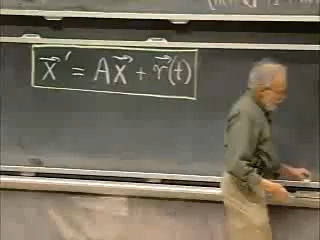 x⃗' = Ax⃗ + r⃗(t)